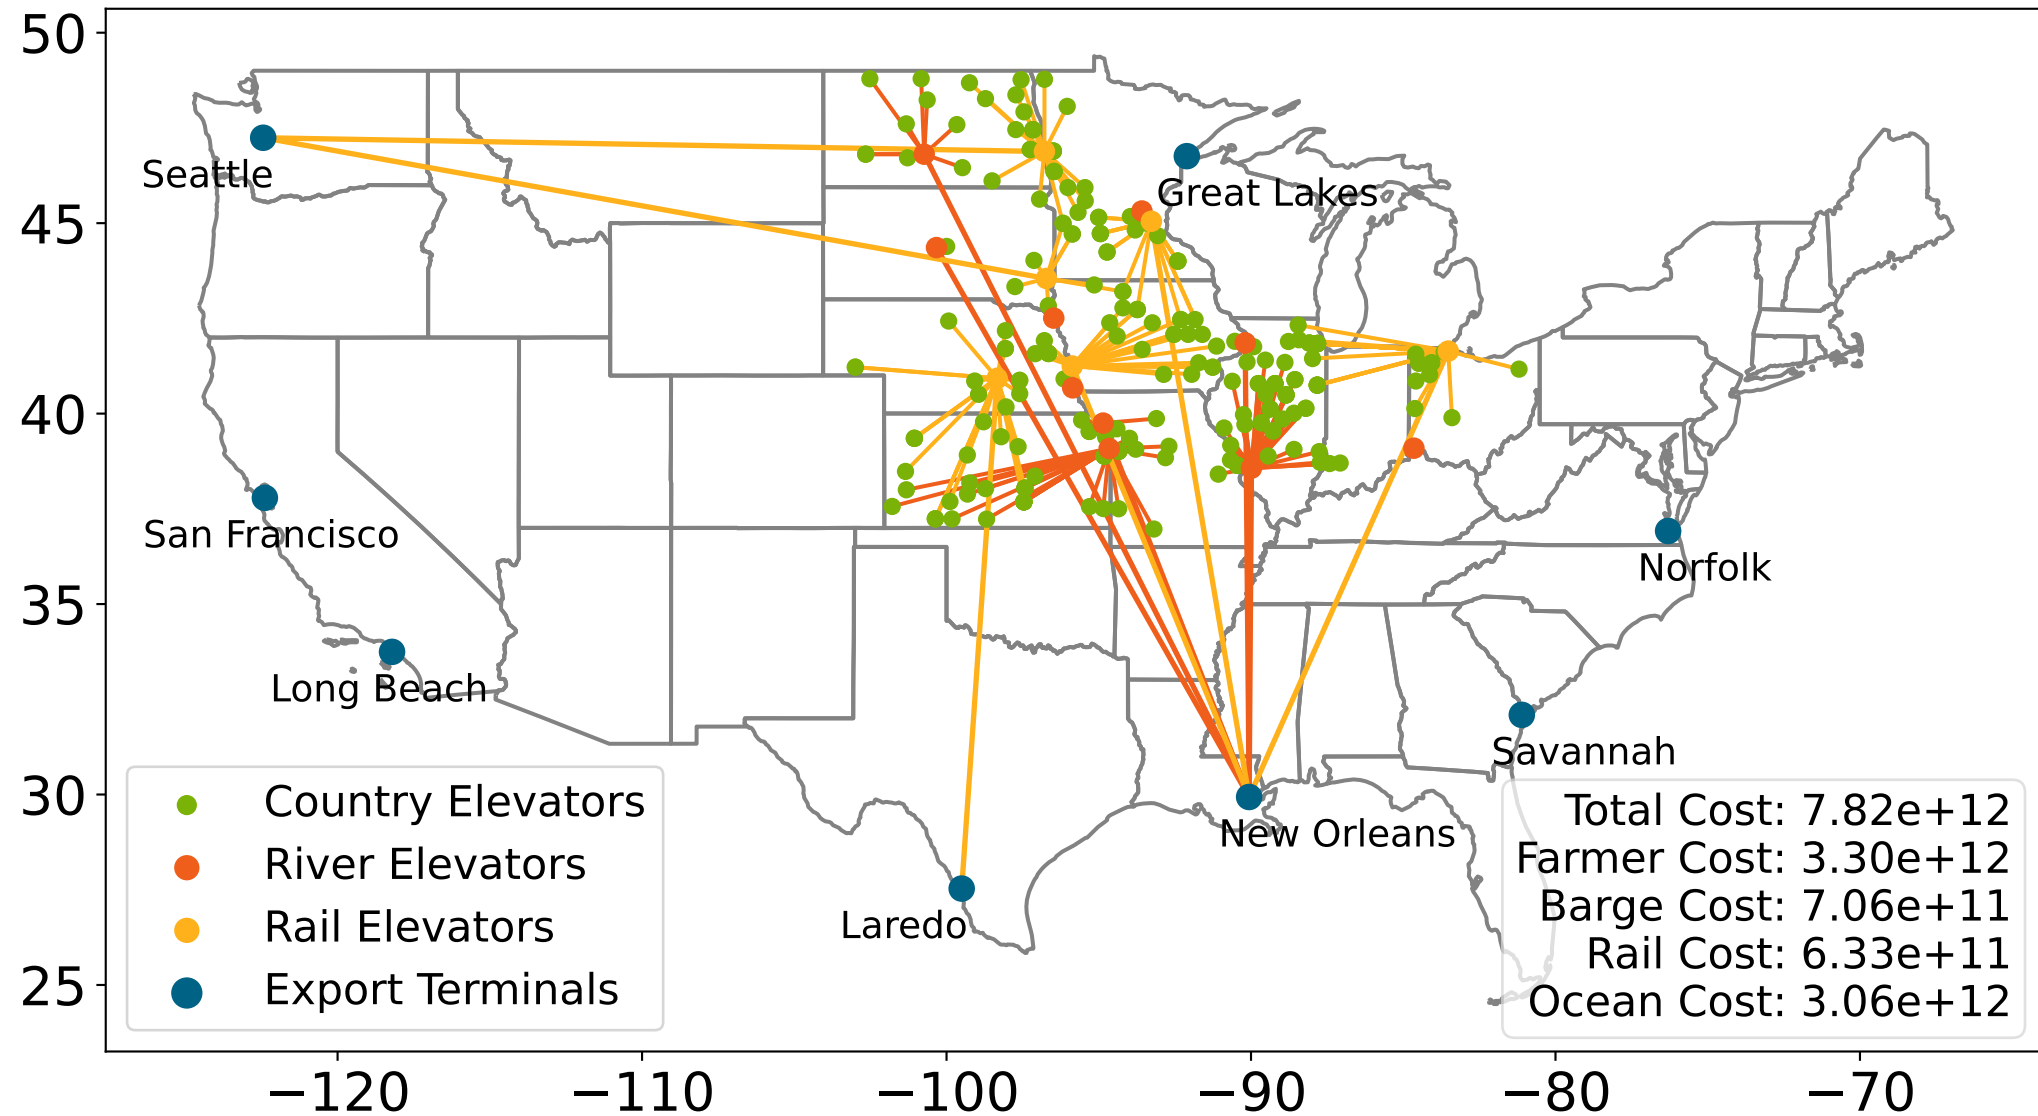 50
45
40
35
30
25
−120
−110
−100
−90
−80
−70
Seattle
Great Lakes
San Francisco
Norfolk
Long Beach
Savannah
New Orleans
Laredo
Country Elevators
River Elevators
Rail Elevators
Export Terminals
Total Cost: 7.82e+12
Farmer Cost: 3.30e+12
Barge Cost: 7.06e+11
Rail Cost: 6.33e+11
Ocean Cost: 3.06e+12